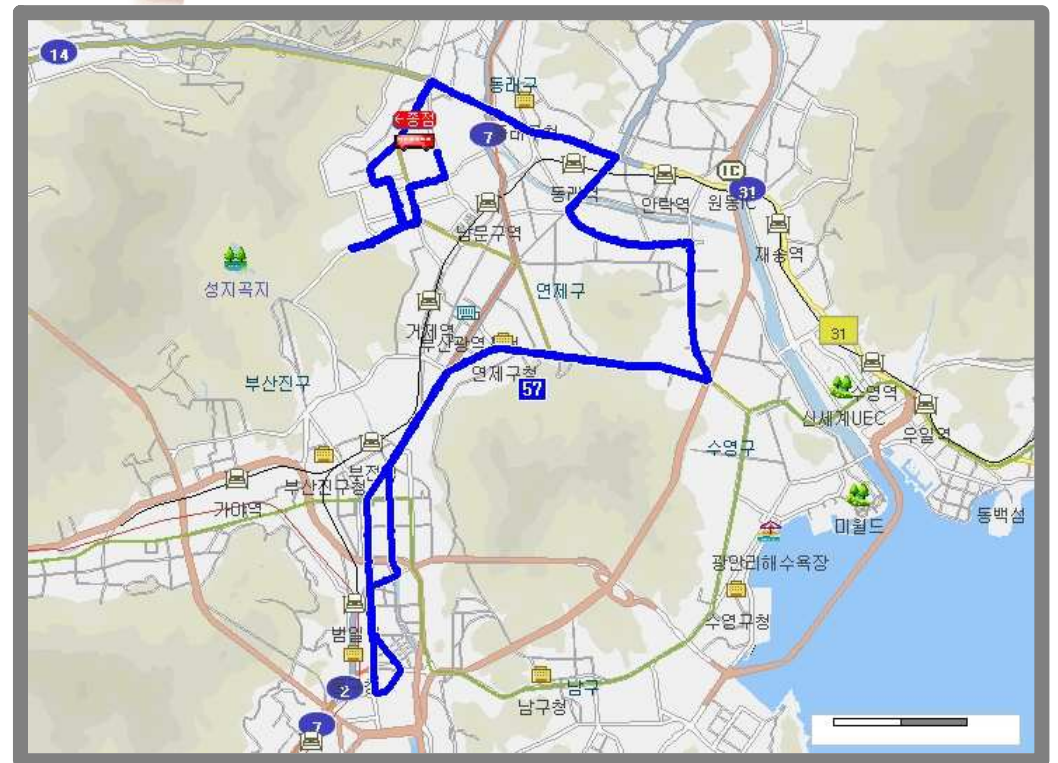 14
동래구
종점
7
동래역
안락역
원동IC
IC
31
남문구역
재송역
성지곡지
연제구
거제역
31
연제구청
57
부산진구
수영역
신세계UEC
우일역
수영구
부산진구청
가야역
동백섬
미월드
광안리해수욕장
수영구청
범일
2
남구
남구청
7